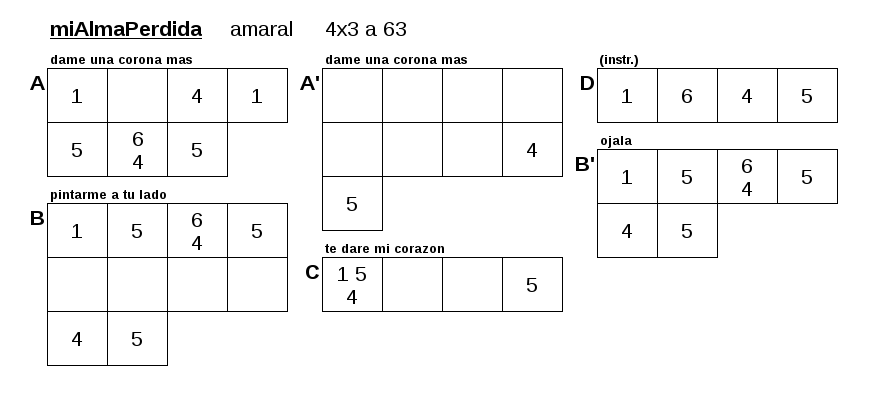 miAlmaPerdida amaral 4x3 a 63
dame una corona mas
A
1 4 1
5 6 4 5
pintarme a tu lado
B
1 5 6 4 5
4 5
dame una corona mas
A'
4
5
te dare mi corazon
C
1 5 4 5
(instr.)
D
1 6 4 5
ojala
B'
1 5 6 4 5
4 5